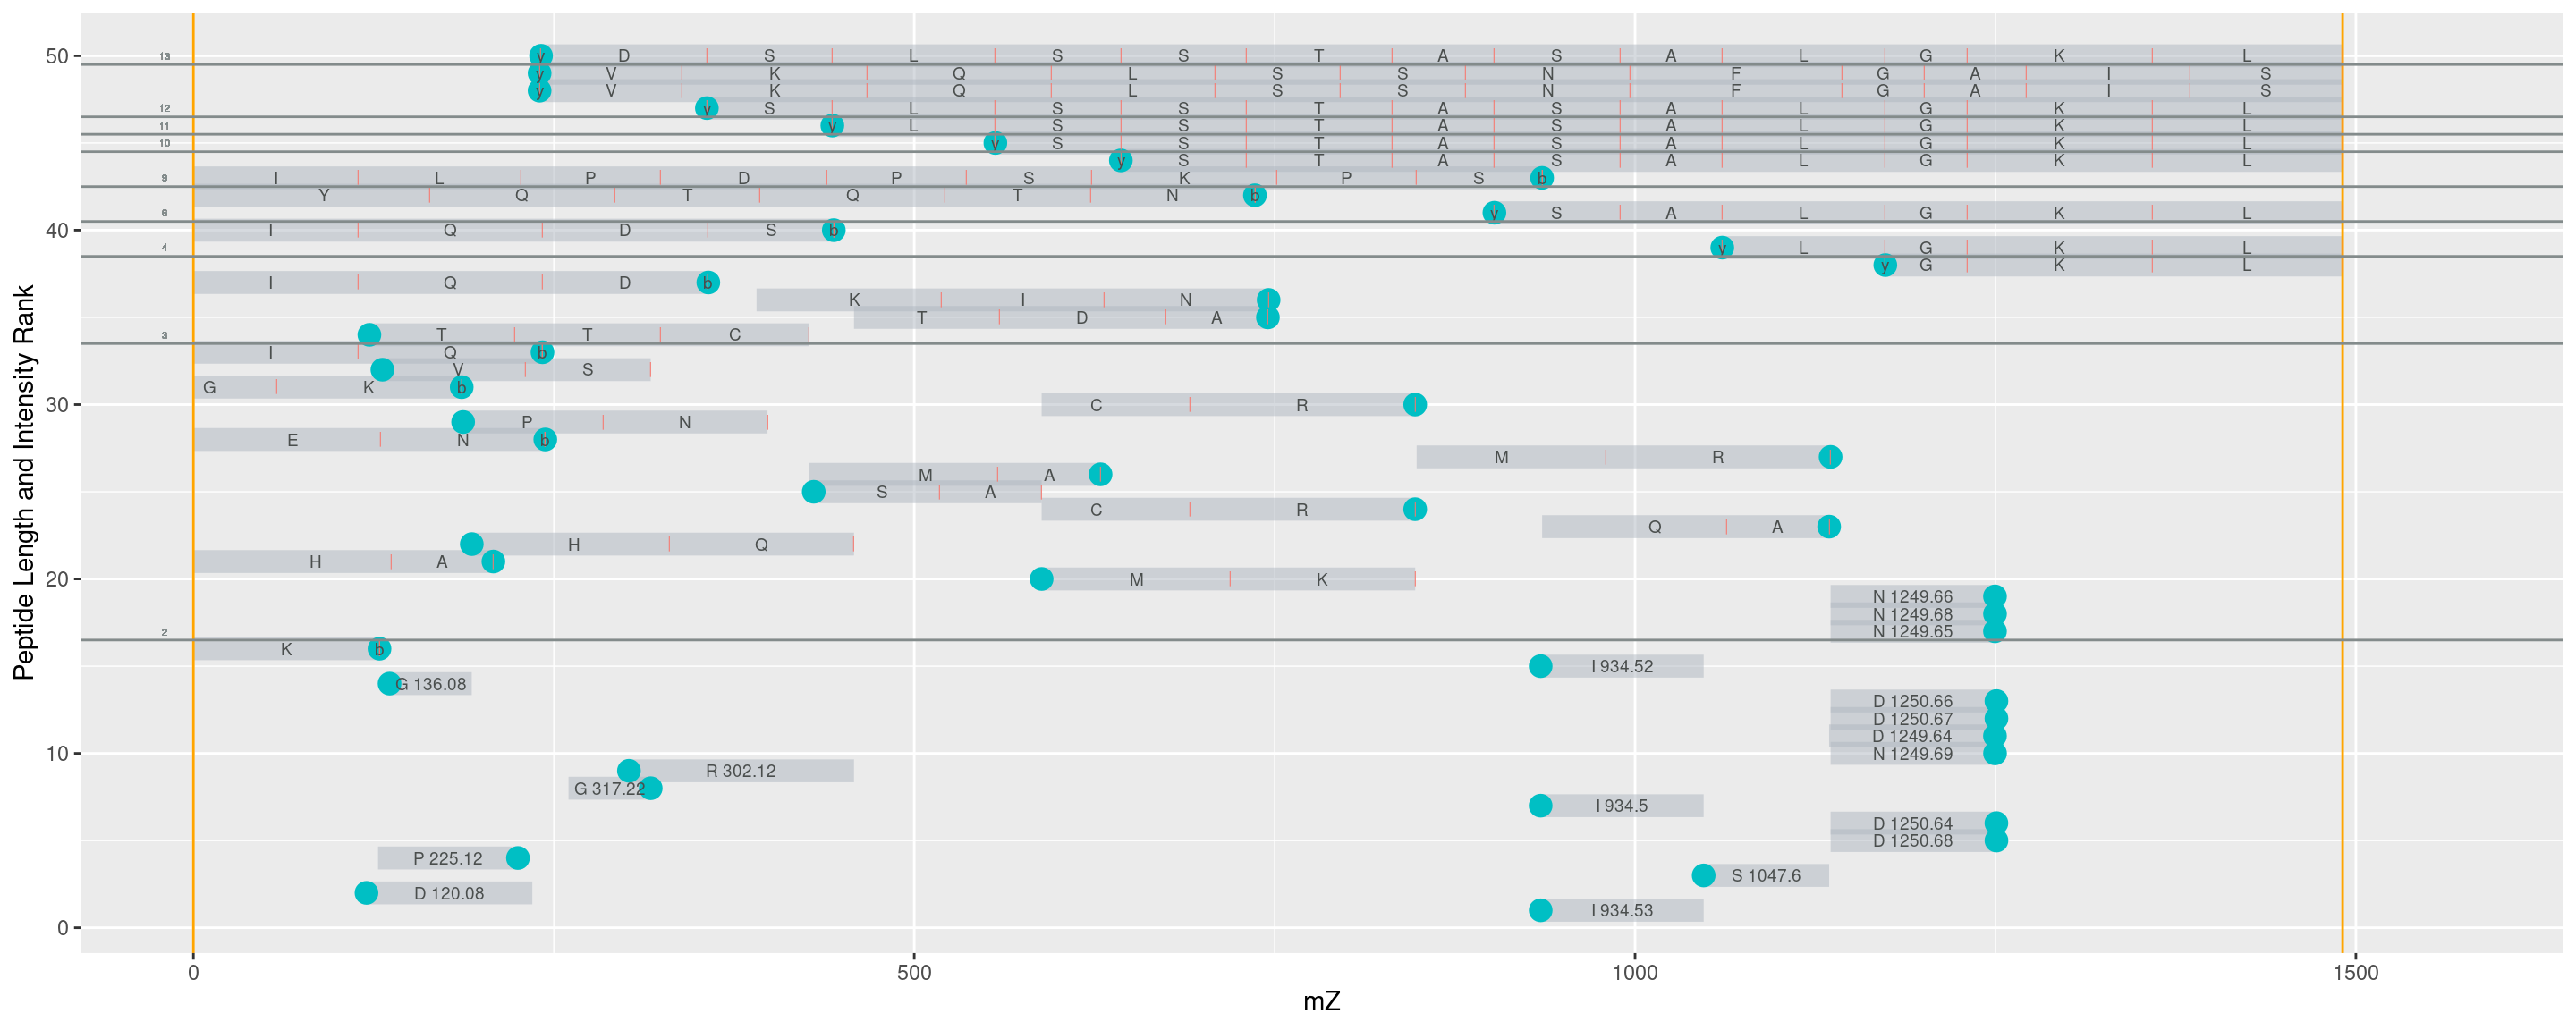 50 13 y D S L S S T A S A L G K L
y V K Q L S S N F G A I S
y V K Q L S S N F G A I S
12 y S L S S T A S A L G K L
11 y L S S T A S A L G K L
10 y S S T A S A L G K L
y S T A S A L G K L
9 I L P D P S K P S b
Y Q T Q T N b
6 y S A L G K L
40 I Q D S b
4 y L G K L
y G K L
I Q D b
K I N
T D A
3 T T C
I Q b
V S
G K b
30 C R
P N
E N b
M R
M A
S A
C R
Q A
H Q
H A
20 M K
N 1249.66
N 1249.68
2 N 1249.65
K b
I 934.52
G 136.08
D 1250.66
D 1250.67
D 1249.64
10 N 1249.69
R 302.12
G 317.22
I 934.5
D 1250.64
D 1250.68
P 225.12
S 1047.6
D 120.08
I 934.53
0
0 500 1000 1500
mZ
Peptide Length and Intensity Rank